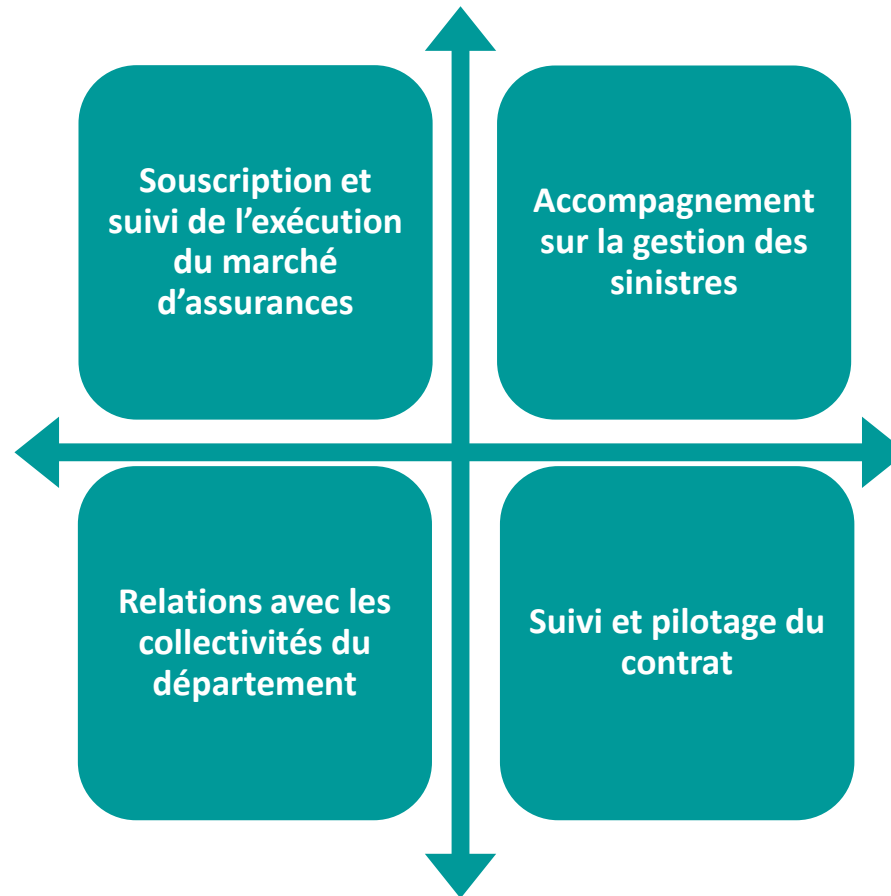 Souscription et
suivi de l’exécution
du marché
d’assurances
Accompagnement
sur la gestion des
sinistres
Relations avec les
collectivités du
département
Suivi et pilotage du
contrat